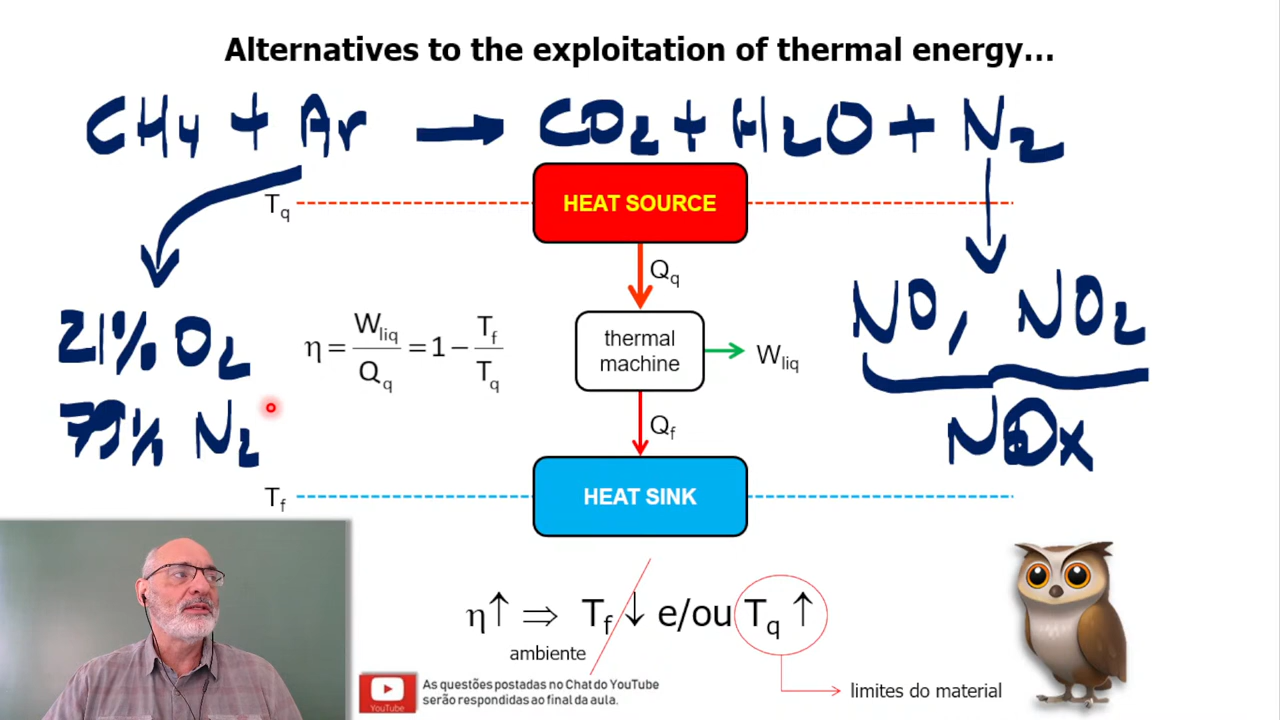 Alternatives to the exploitation of thermal energy...
CH4 + Ar → CO2 + H2O + N2
HEAT SOURCE
Tq
Qq
21% O2
79% N2
η = Wliq / Qq = 1 − Tf / Tq
thermal
machine
Wliq
NO, NO2
NOx
Qf
HEAT SINK
Tf
η↑ ⇒ Tf ↓ e/ou Tq ↑
ambiente
limites do material
YouTube
As questões postadas no Chat do YouTube
serão respondidas ao final da aula.